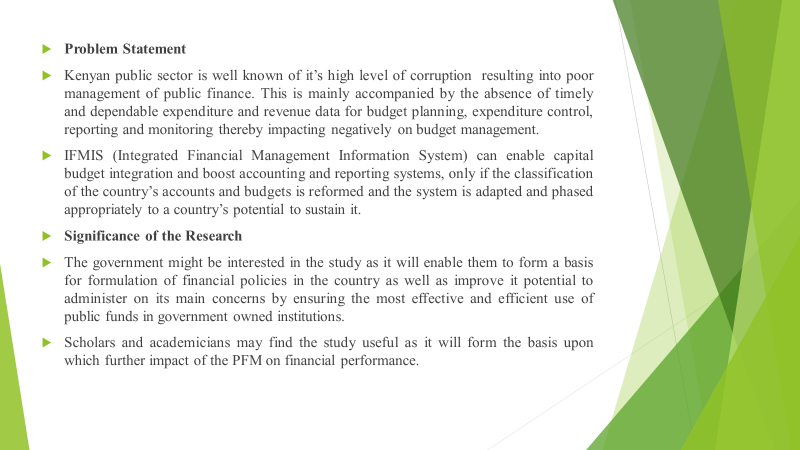 Problem Statement
Kenyan public sector is well known of it's high level of corruption resulting into poor
management of public finance. This is mainly accompanied by the absence of timely
and dependable expenditure and revenue data for budget planning, expenditure control,
reporting and monitoring thereby impacting negatively on budget management.
IFMIS (Integrated Financial Management Information System) can enable capital
budget integration and boost accounting and reporting systems, only if the classification
of the country's accounts and budgets is reformed and the system is adapted and phased
appropriately to a country's potential to sustain it.
Significance of the Research
The government might be interested in the study as it will enable them to form a basis
for formulation of financial policies in the country as well as improve it potential to
administer on its main concerns by ensuring the most effective and efficient use of
public funds in government owned institutions.
Scholars and academicians may find the study useful as it will form the basis upon
which further impact of the PFM on financial performance.